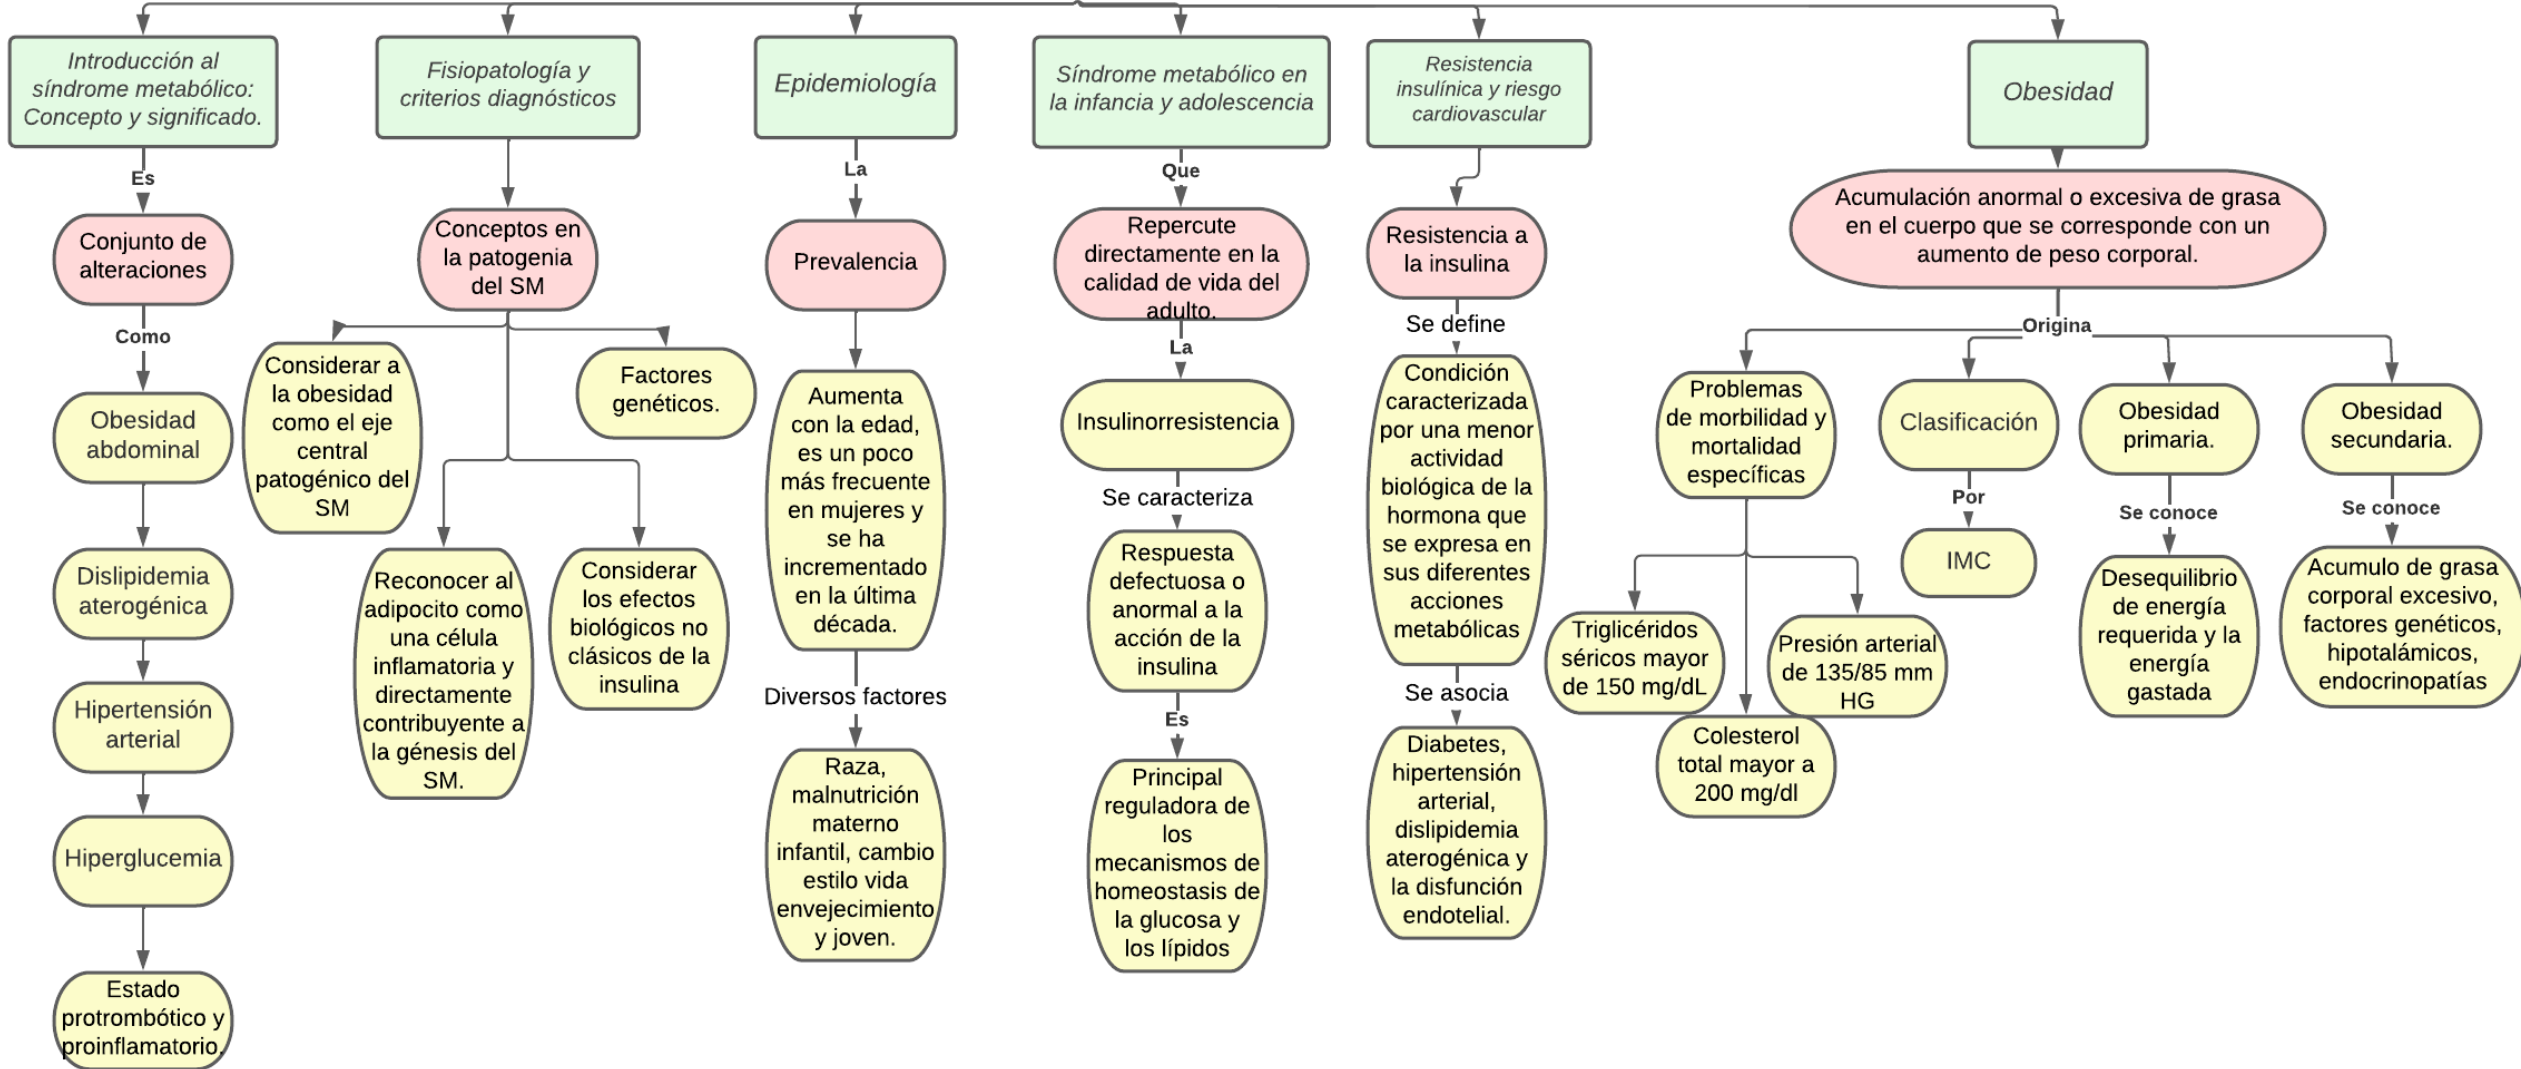 Introducción al
síndrome metabólico:
Concepto y significado.
Es
Conjunto de
alteraciones
Como
Obesidad
abdominal
Dislipidemia
aterogénica
Hipertensión
arterial
Hiperglucemia
Estado
protrombótico y
proinflamatorio.
Fisiopatología y
criterios diagnósticos
Conceptos en
la patogenia
del SM
Considerar a
la obesidad
como el eje
central
patogénico del
SM
Factores
genéticos.
Reconocer al
adipocito como
una célula
inflamatoria y
directamente
contribuyente a
la génesis del
SM.
Considerar
los efectos
biológicos no
clásicos de la
insulina
Epidemiología
La
Prevalencia
Aumenta
con la edad,
es un poco
más frecuente
en mujeres y
se ha
incrementado
en la última
década.
Diversos factores
Raza,
malnutrición
materno
infantil, cambio
estilo vida
envejecimiento
y joven.
Síndrome metabólico en
la infancia y adolescencia
Que
Repercute
directamente en la
calidad de vida del
adulto.
La
Insulinorresistencia
Se caracteriza
Respuesta
defectuosa o
anormal a la
acción de la
insulina
Es
Principal
reguladora de
los
mecanismos de
homeostasis de
la glucosa y
los lípidos
Resistencia
insulínica y riesgo
cardiovascular
Resistencia a
la insulina
Se define
Condición
caracterizada
por una menor
actividad
biológica de la
hormona que
se expresa en
sus diferentes
acciones
metabólicas
Se asocia
Diabetes,
hipertensión
arterial,
dislipidemia
aterogénica y
la disfunción
endotelial.
Obesidad
Acumulación anormal o excesiva de grasa
en el cuerpo que se corresponde con un
aumento de peso corporal.
Origina
Problemas
de morbilidad y
mortalidad
específicas
Triglicéridos
séricos mayor
de 150 mg/dL
Colesterol
total mayor a
200 mg/dl
Presión arterial
de 135/85 mm
HG
Clasificación
Por
IMC
Obesidad
primaria.
Se conoce
Desequilibrio
de energía
requerida y la
energía
gastada
Obesidad
secundaria.
Se conoce
Acumulo de grasa
corporal excesivo,
factores genéticos,
hipotalámicos,
endocrinopatías